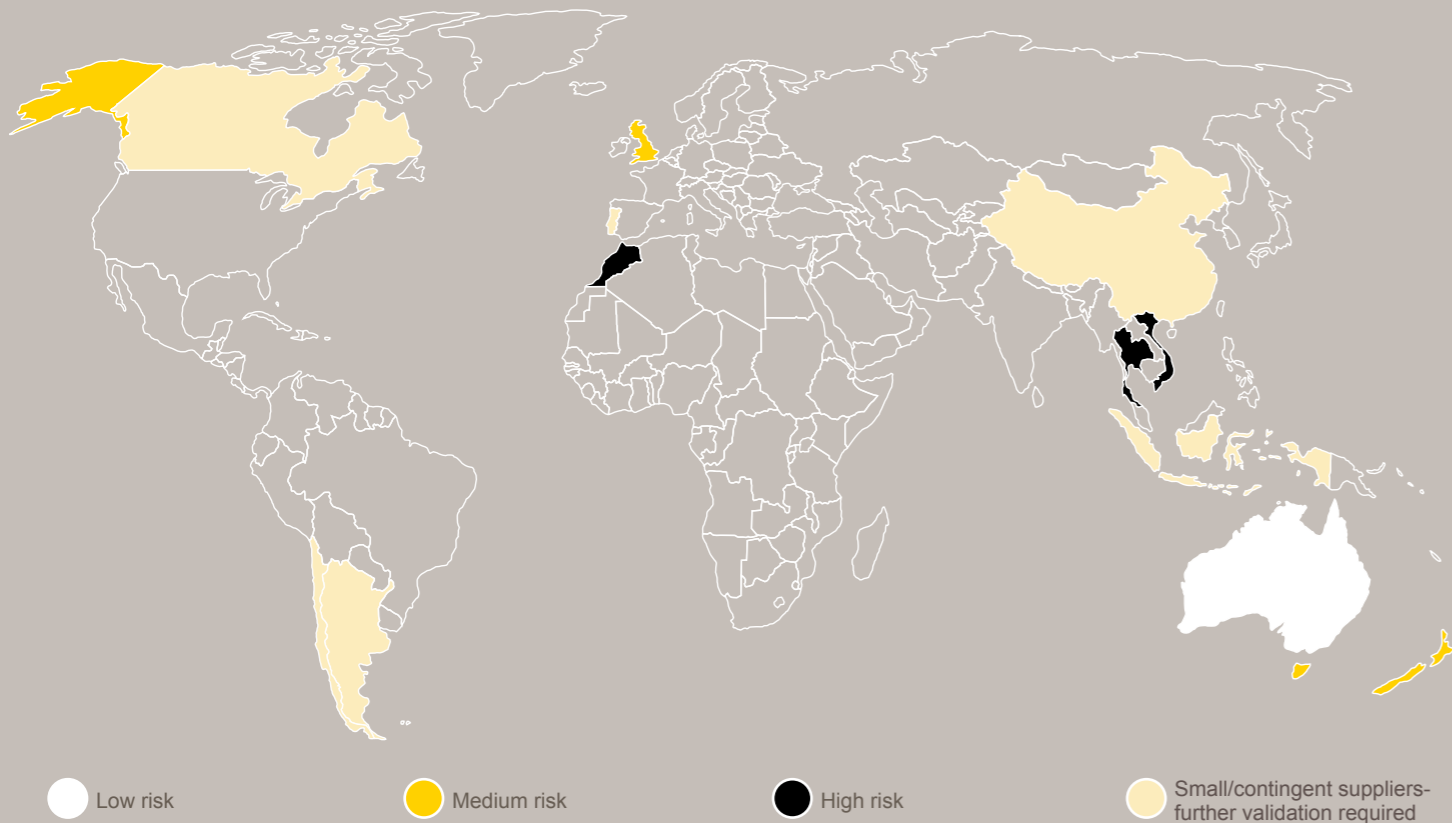 Low risk
Medium risk
High risk
Small/contingent suppliers-
further validation required